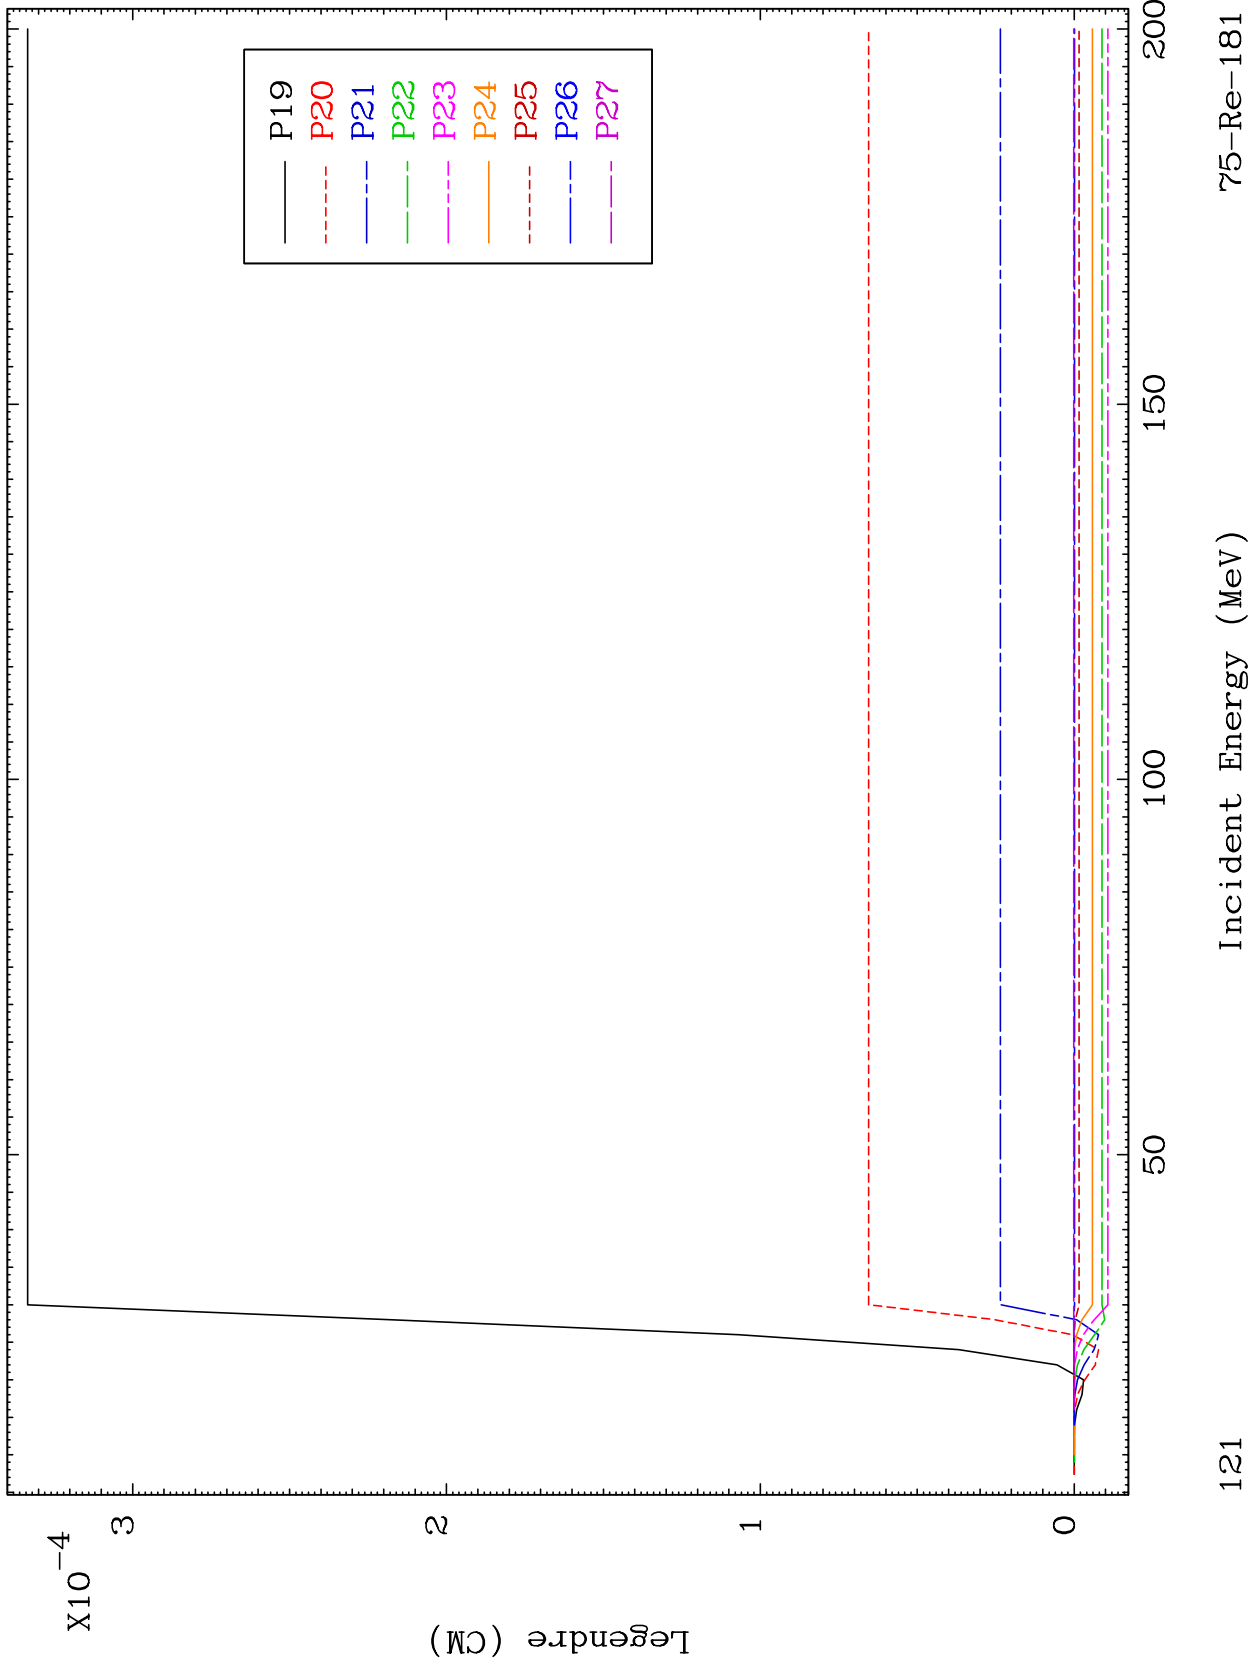 X10-4
3
2
1
0
Legendre (CM)
P19
P20
P21
P22
P23
P24
P25
P26
P27
50
100
150
200
121
Incident Energy (MeV)
75-Re-181